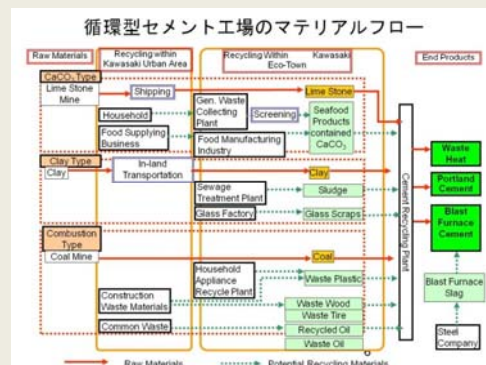 循環型セメント工場のマテリアルフロー
Raw Materials
Recycling within
Kawasaki Urban Area
Recycling Within Kawasaki
Eco-Town
End Products
CaCO₃ Type
Lime Stone
Mine
Shipping
Lime Stone
Household
Gen. Waste
Collecting
Plant
Screening
Seafood
Products
contained
CaCO₃
Food Supplying
Business
Food Manufacturing
Industry
Clay Type
Clay
In-land
Transportation
Clay
Sewage
Treatment Plant
Sludge
Glass Factory
Glass Scraps
Combustion
Type
Coal Mine
Coal
Household
Appliance
Recycle Plant
Waste Plastic
Construction
Waste Materials
Waste Wood
Waste Tire
Common Waste
Recycled Oil
Waste Oil
Cement Recycling Plant
Waste
Heat
Portland
Cement
Blast
Furnace
Cement
Blast Furnace
Slag
Steel
Company
6
Raw Materials
Potential Recycling Materials